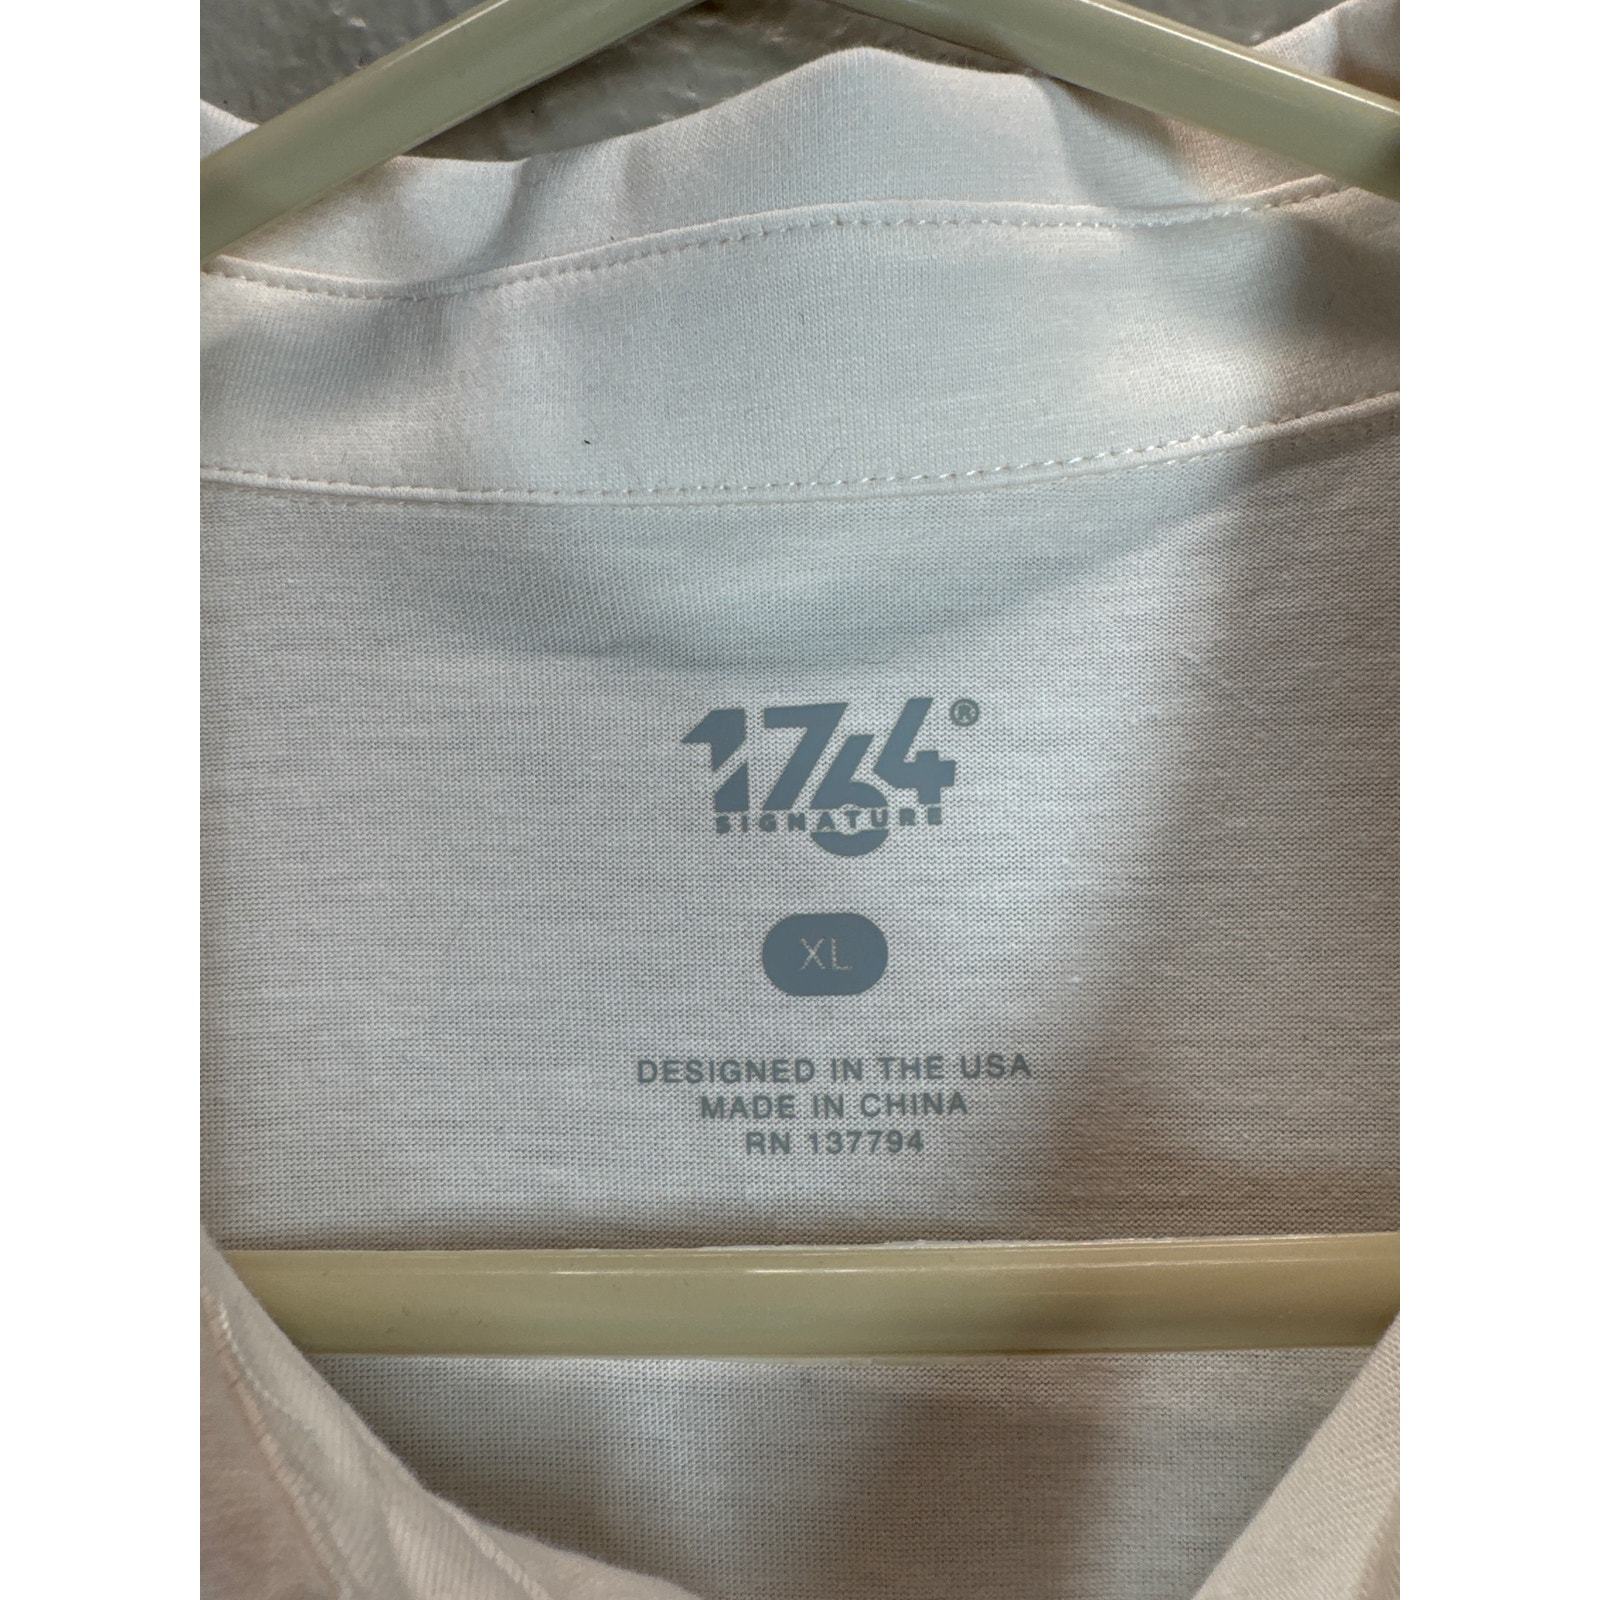 1764®
SIGNATURE
XL
DESIGNED IN THE USA
MADE IN CHINA
RN 137794